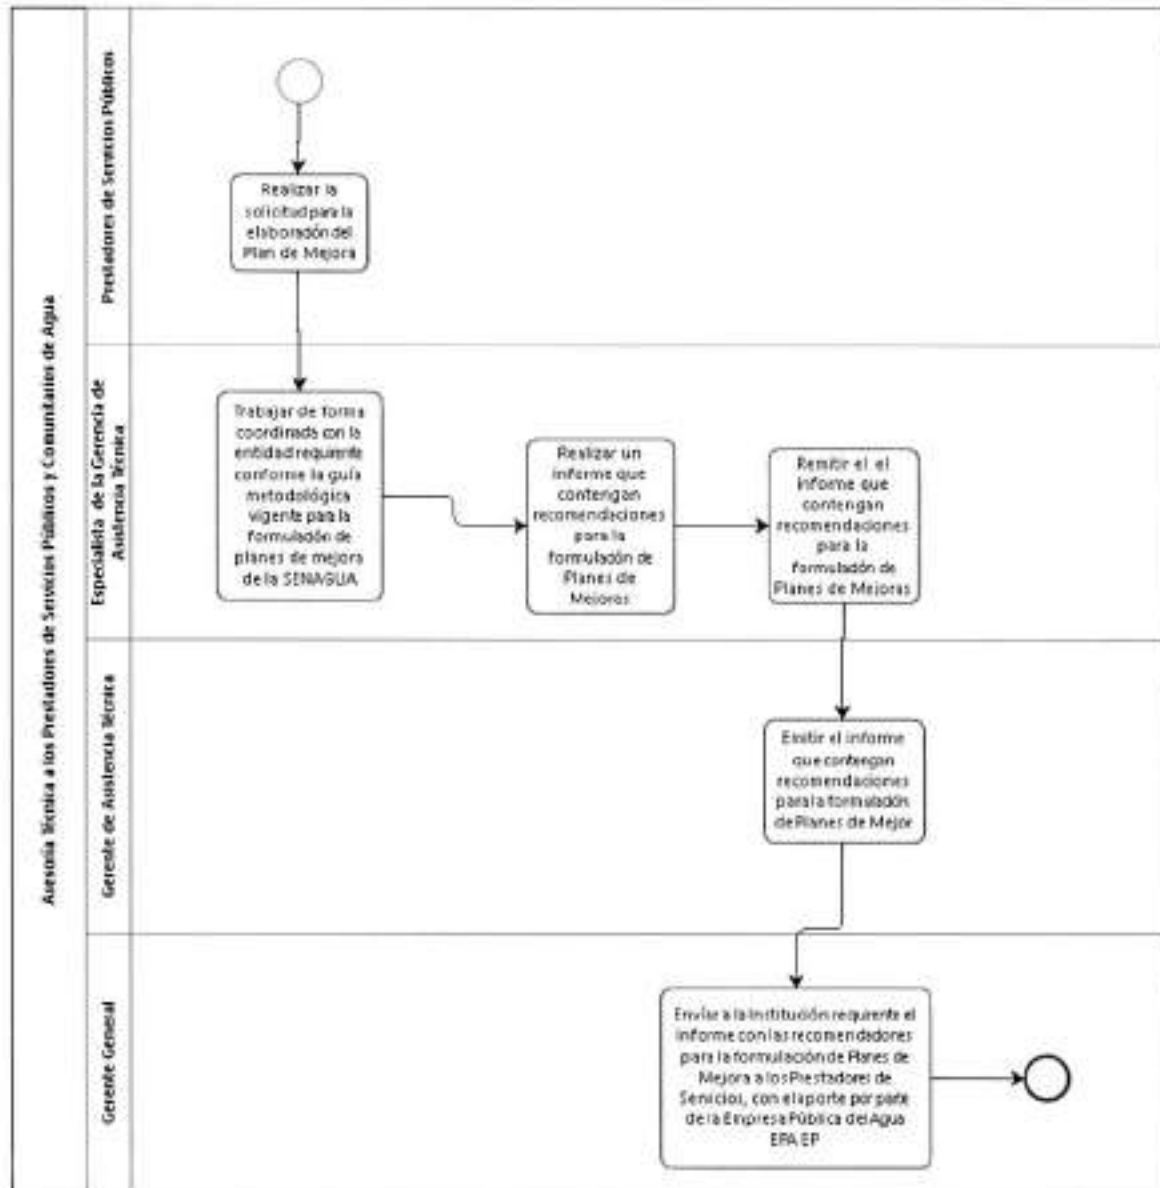 Asesoría Técnica a los Prestadores de Servicios Públicos y Comunitarios de Agua
Prestadores de Servicios Públicos
Realizar la
solicitud para la
elaboración del
Plan de Mejora
Especialista de la Gerencia de
Asistencia Técnica
Trabajar de forma
coordinada con la
entidad requirente
conforme la guía
metodológica
vigente para la
formulación de
planes de mejora
de la SENAGUA
Realizar un
informe que
contengan
recomendaciones
para la
formulación de
Planes de
Mejoras
Remitir el el
informe que
contengan
recomendaciones
para la
formulación de
Planes de Mejoras
Gerente de Asistencia Técnica
Emitir el informe
que contengan
recomendaciones
para la formulación
de Planes de Mejor
Gerente General
Envíar a la Institución requirente el
informe con las recomendadores
para la formulación de Planes de
Mejora a los Prestadores de
Servicios, con el aporte por parte
de la Empresa Pública del Agua
EPA EP